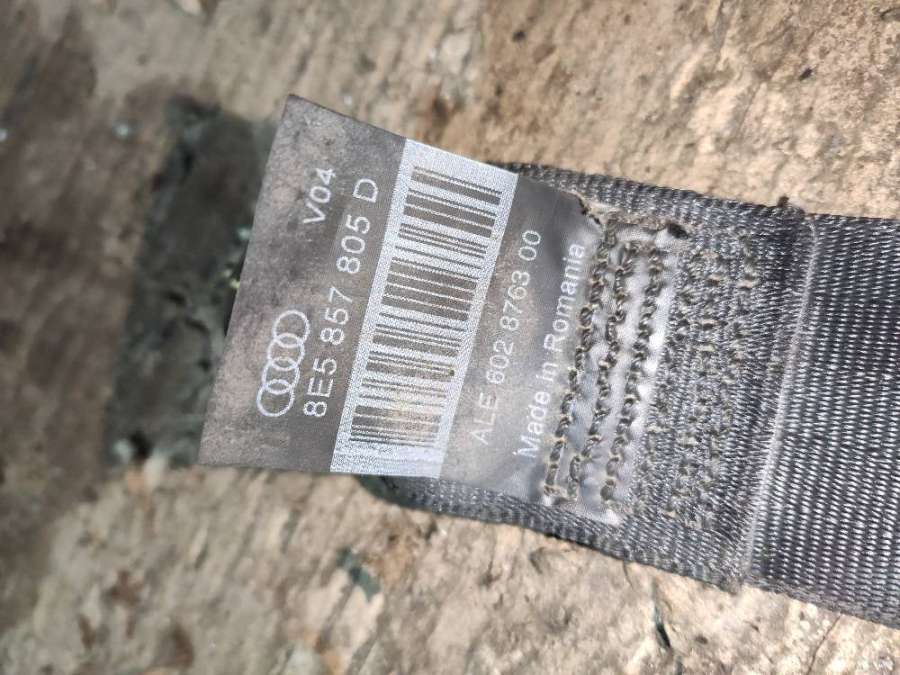 V04
8E5 857 805 D
ALE 602 8763 00
Made in Romania